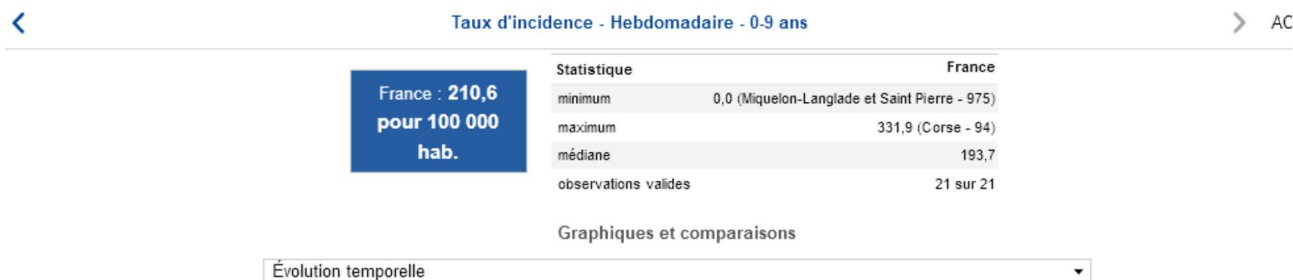 Taux d'incidence - Hebdomadaire - 0-9 ans
AC
France : 210,6
pour 100 000
hab.
Statistique France
minimum 0,0 (Miquelon-Langlade et Saint Pierre - 975)
maximum 331,9 (Corse - 94)
médiane 193,7
observations valides 21 sur 21
Graphiques et comparaisons
Évolution temporelle